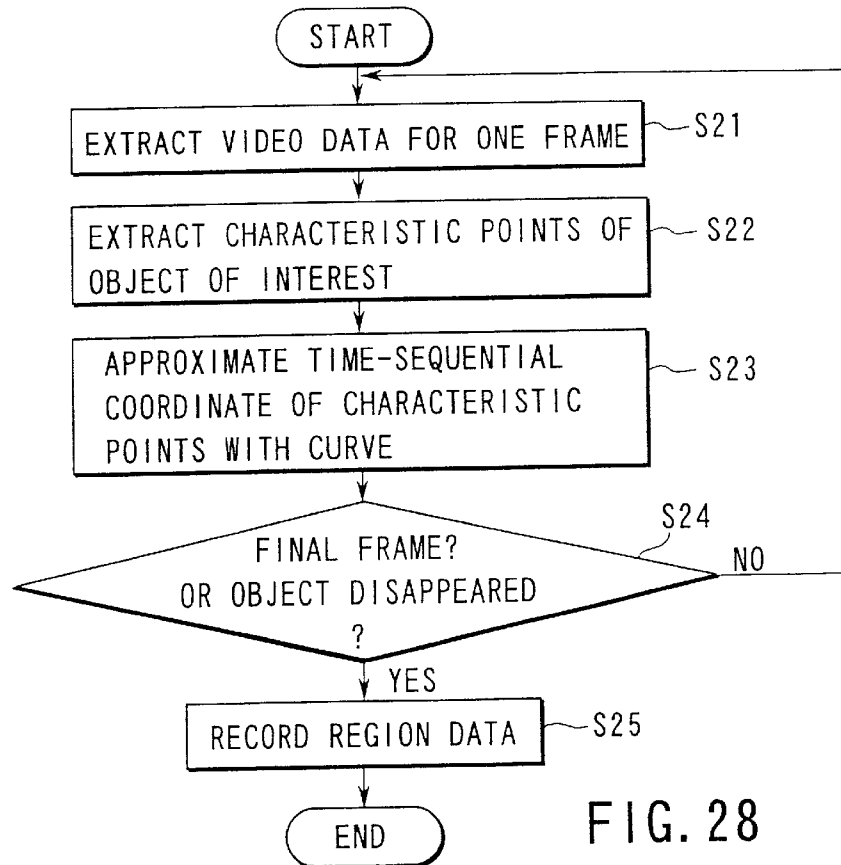 START
EXTRACT VIDEO DATA FOR ONE FRAME
S21
EXTRACT CHARACTERISTIC POINTS OF
OBJECT OF INTEREST
S22
APPROXIMATE TIME-SEQUENTIAL
COORDINATE OF CHARACTERISTIC
POINTS WITH CURVE
S23
FINAL FRAME?
OR OBJECT DISAPPEARED
?
S24
NO
YES
RECORD REGION DATA
S25
END
FIG. 28